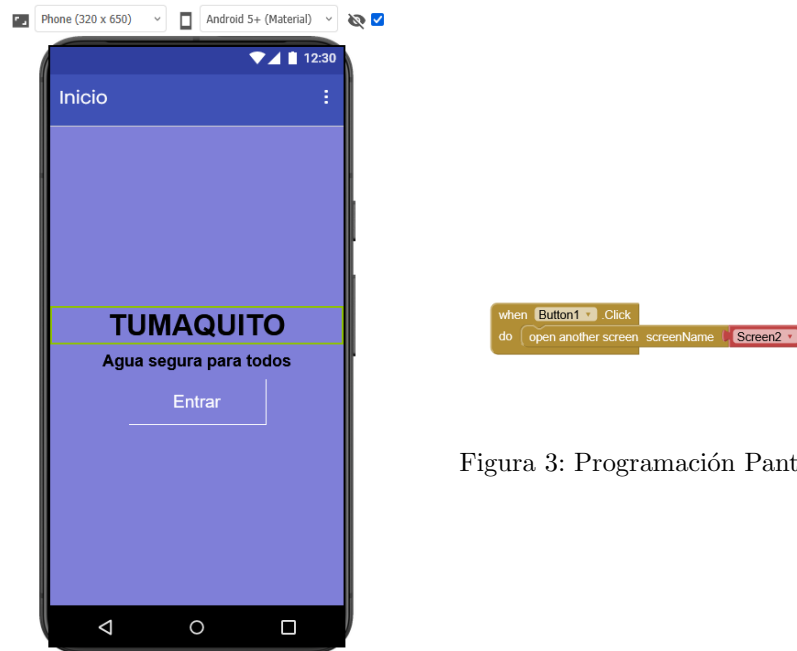 Phone (320 x 650)
Android 5+ (Material)
12:30
Inicio
TUMAQUITO
Agua segura para todos
Entrar
when Button1 .Click
do open another screen screenName Screen2
Figura 3: Programación Pant